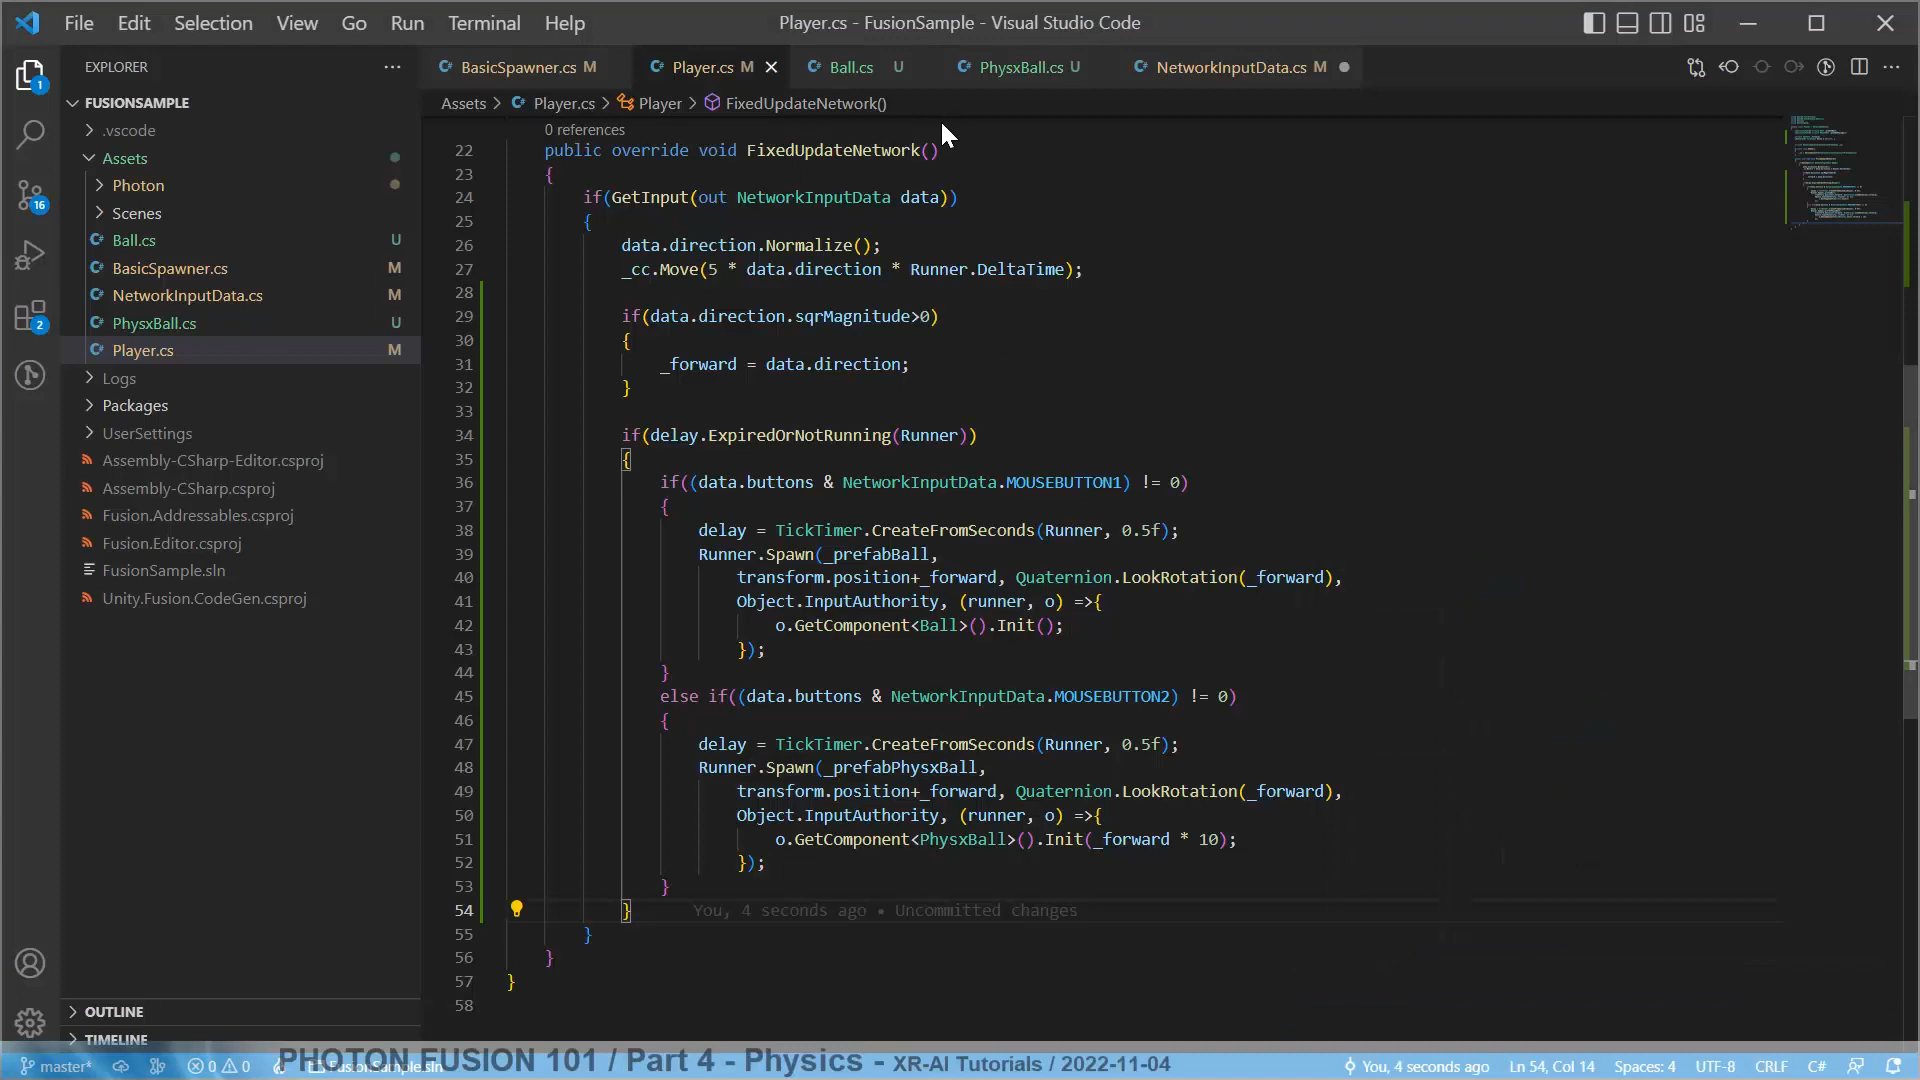 File Edit Selection View Go Run Terminal Help
Player.cs - FusionSample - Visual Studio Code
EXPLORER
FUSIONSAMPLE
.vscode
Assets
Photon
Scenes
Ball.cs U
BasicSpawner.cs M
NetworkInputData.cs M
PhysxBall.cs U
Player.cs M
Logs
Packages
UserSettings
Assembly-CSharp-Editor.csproj
Assembly-CSharp.csproj
Fusion.Addressables.csproj
Fusion.Editor.csproj
FusionSample.sln
Unity.Fusion.CodeGen.csproj
OUTLINE
TIMELINE
1
16
2
BasicSpawner.cs M Player.cs M Ball.cs U PhysxBall.cs U NetworkInputData.cs M
Assets > Player.cs > Player > FixedUpdateNetwork()
0 references
22 public override void FixedUpdateNetwork()
23 {
24 if(GetInput(out NetworkInputData data))
25 {
26 data.direction.Normalize();
27 _cc.Move(5 * data.direction * Runner.DeltaTime);
28
29 if(data.direction.sqrMagnitude>0)
30 {
31 _forward = data.direction;
32 }
33
34 if(delay.ExpiredOrNotRunning(Runner))
35 {
36 if((data.buttons & NetworkInputData.MOUSEBUTTON1) != 0)
37 {
38 delay = TickTimer.CreateFromSeconds(Runner, 0.5f);
39 Runner.Spawn(_prefabBall,
40 transform.position+_forward, Quaternion.LookRotation(_forward),
41 Object.InputAuthority, (runner, o) =>{
42 o.GetComponent<Ball>().Init();
43 });
44 }
45 else if((data.buttons & NetworkInputData.MOUSEBUTTON2) != 0)
46 {
47 delay = TickTimer.CreateFromSeconds(Runner, 0.5f);
48 Runner.Spawn(_prefabPhysxBall,
49 transform.position+_forward, Quaternion.LookRotation(_forward),
50 Object.InputAuthority, (runner, o) =>{
51 o.GetComponent<PhysxBall>().Init(_forward * 10);
52 });
53 }
54 } You, 4 seconds ago • Uncommitted changes
55 }
56 }
57 }
58
master* 0 0 FusionSample.sln
PHOTON FUSION 101 / Part 4 - Physics - XR-AI Tutorials / 2022-11-04
You, 4 seconds ago Ln 54, Col 14 Spaces: 4 UTF-8 CRLF C#